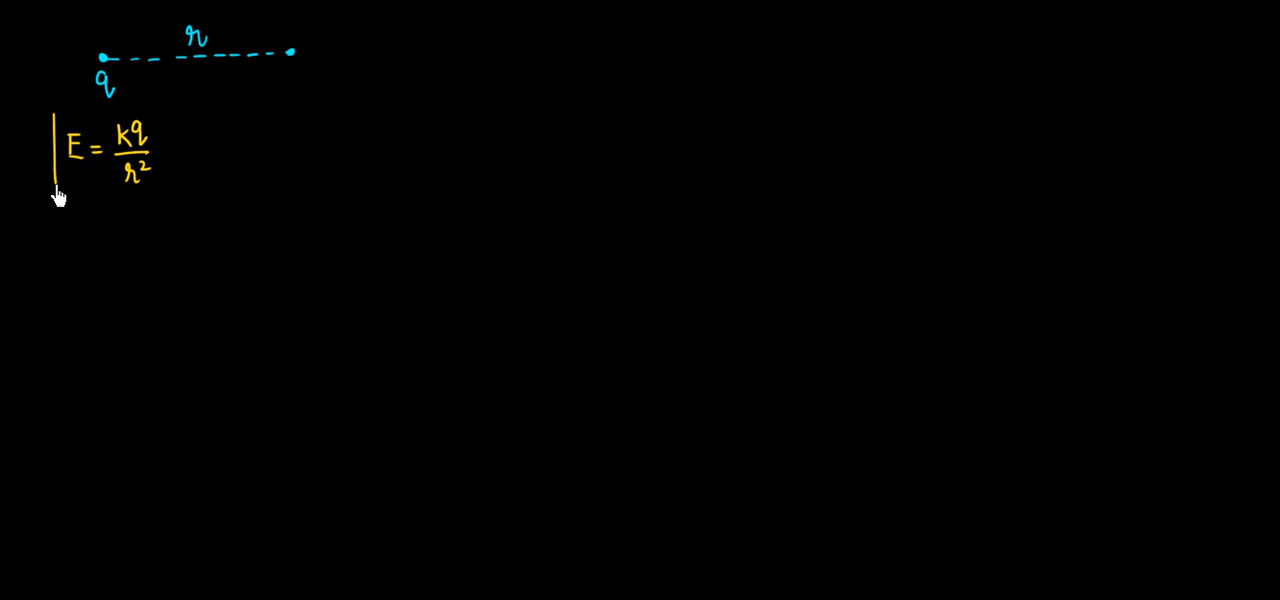 r
q
E = kq/r²